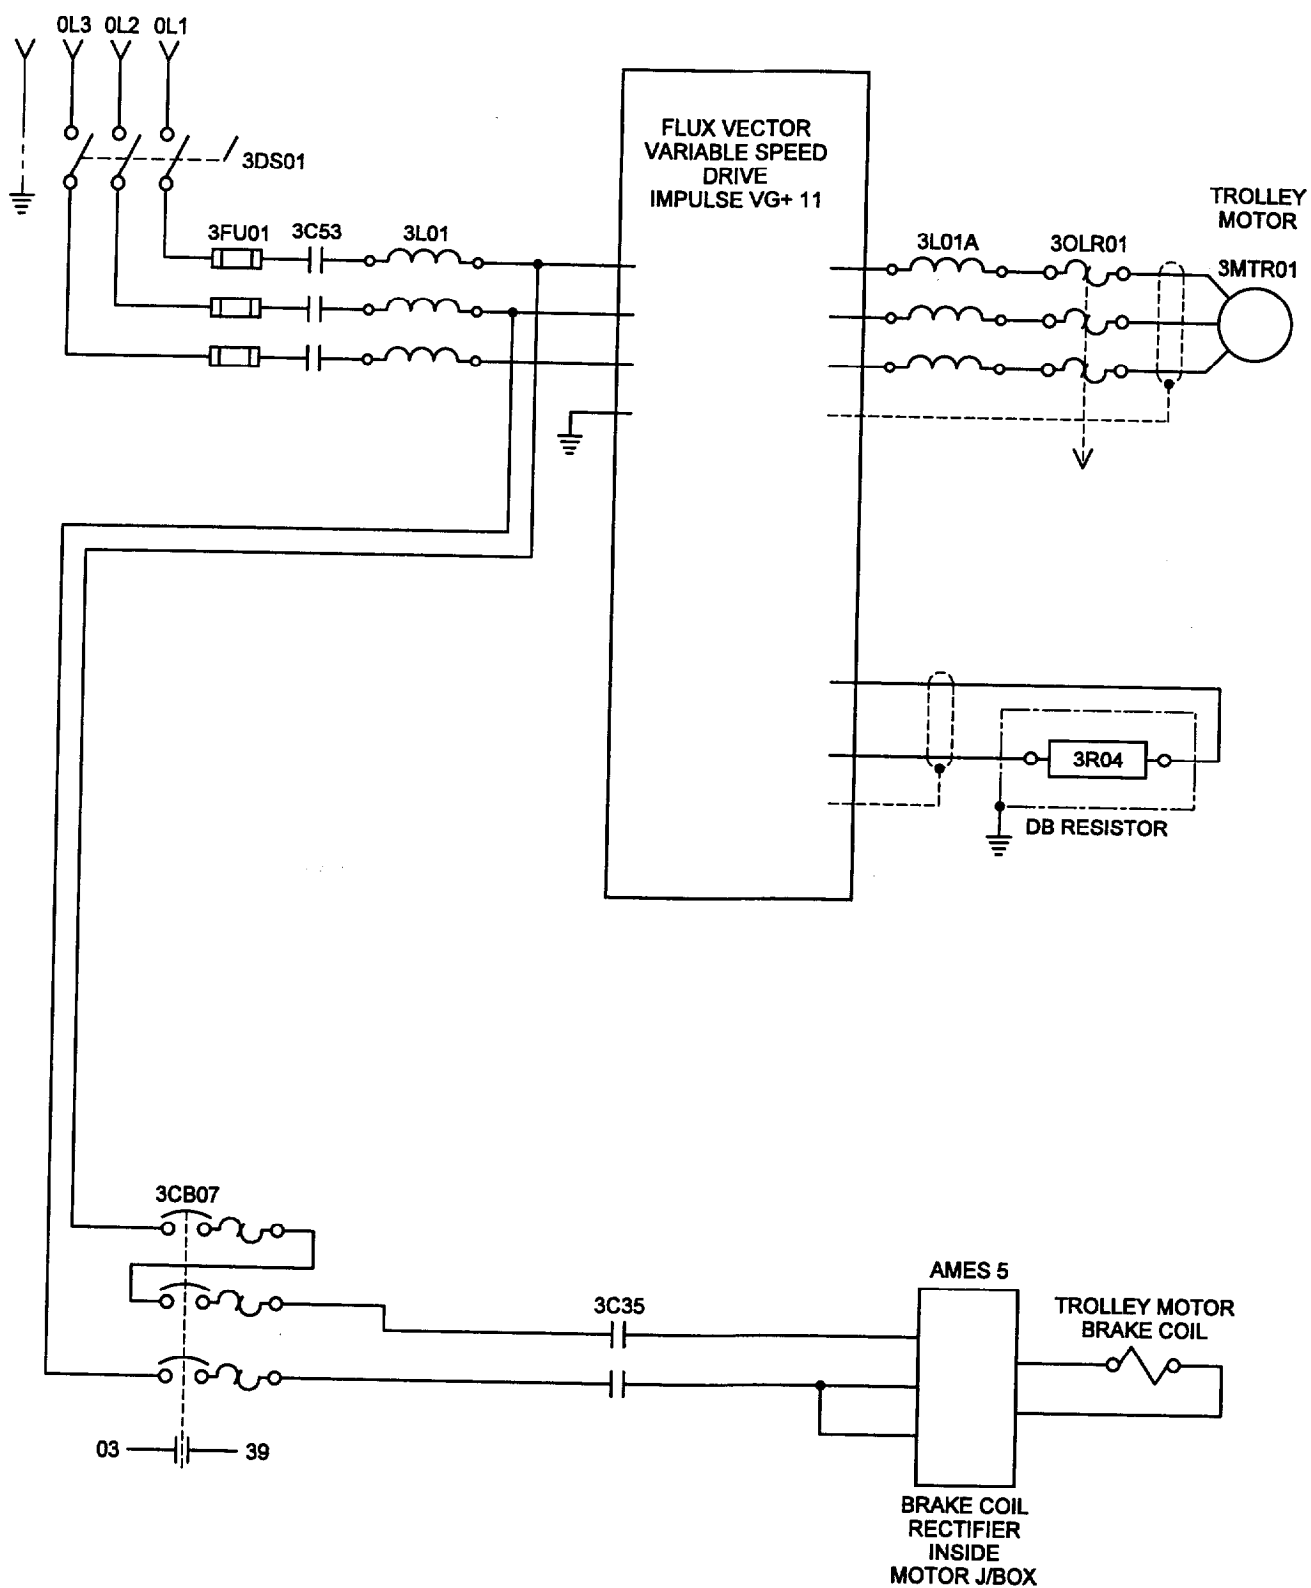 0L3 0L2 0L1
3DS01
FLUX VECTOR
VARIABLE SPEED
DRIVE
IMPULSE VG+ 11
TROLLEY
MOTOR
3FU01 3C53 3L01
3L01A 3OLR01
3MTR01
3R04
DB RESISTOR
3CB07
AMES 5
3C35
TROLLEY MOTOR
BRAKE COIL
03 39
BRAKE COIL
RECTIFIER
INSIDE
MOTOR J/BOX